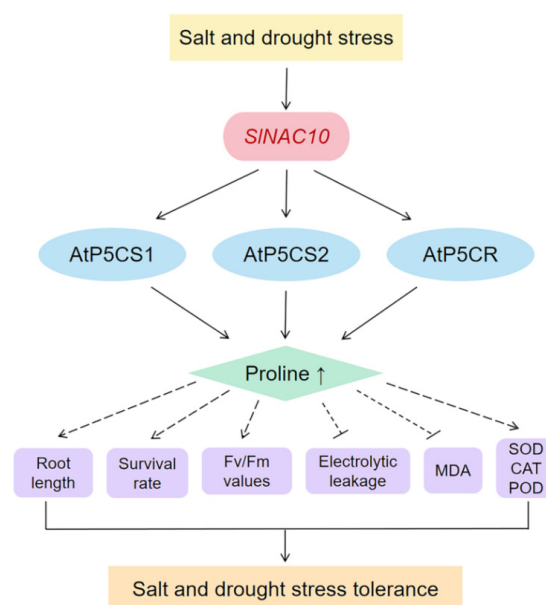 Salt and drought stress
SlNAC10
AtP5CS1 AtP5CS2 AtP5CR
Proline ↑
Root
length
Survival
rate
Fv/Fm
values
Electrolytic
leakage
MDA
SOD
CAT
POD
Salt and drought stress tolerance